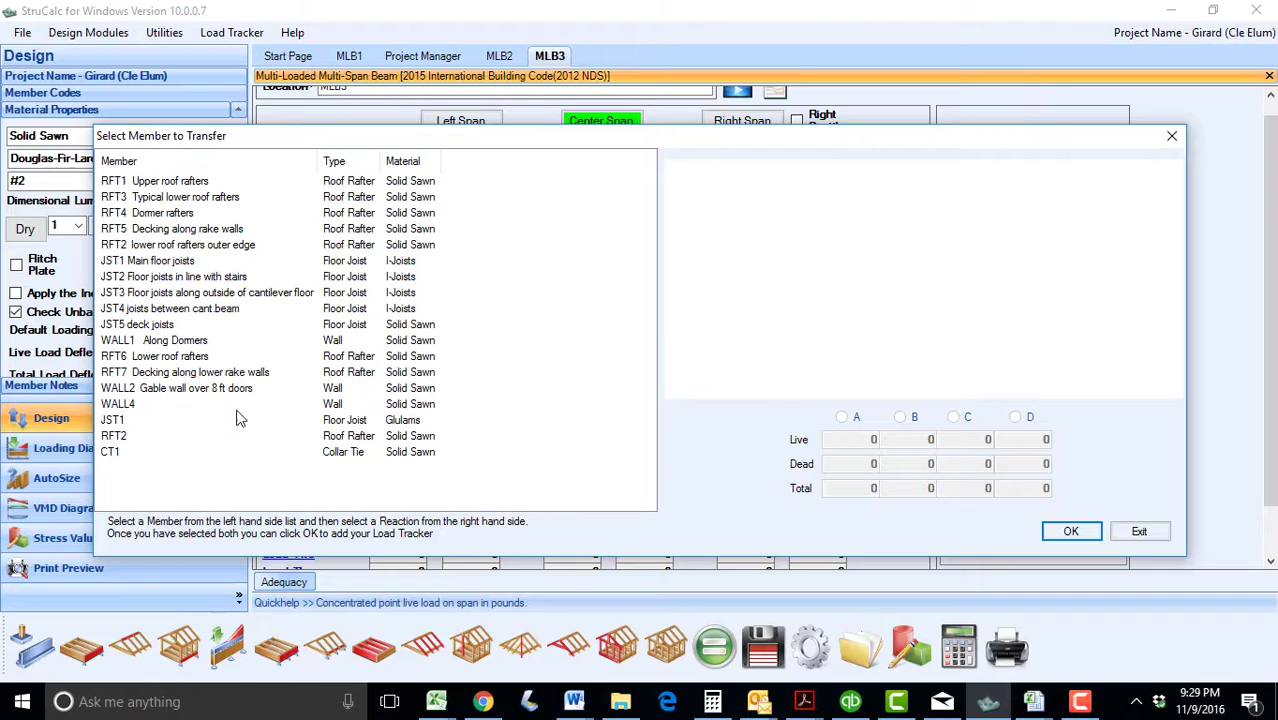 StruCalc for Windows Version 10.0.0.7
File Design Modules Utilities Load Tracker Help Project Name - Girard (Cle Elum)
Design Start Page MLB1 Project Manager MLB2 MLB3
Project Name - Girard (Cle Elum) Multi-Loaded Multi-Span Beam [2015 International Building Code(2012 NDS)]
Member Codes MLB3
Material Properties Left Span Center Span Right Span Right
Solid Sawn
Select Member to Transfer
Douglas-Fir-Lar
#2
Dimensional Lum
Dry 1
Flitch
Plate
Apply the In
Check Unba
Default Loading
Live Load Defle
Member Notes
Design
Loading Dia
AutoSize
VMD Diagra
Stress Valu
Print Preview
Member Type Material
RFT1 Upper roof rafters Roof Rafter Solid Sawn
RFT3 Typical lower roof rafters Roof Rafter Solid Sawn
RFT4 Dormer rafters Roof Rafter Solid Sawn
RFT5 Decking along rake walls Roof Rafter Solid Sawn
RFT2 lower roof rafters outer edge Roof Rafter Solid Sawn
JST1 Main floor joists Floor Joist I-Joists
JST2 Floor joists in line with stairs Floor Joist I-Joists
JST3 Floor joists along outside of cantilever floor Floor Joist I-Joists
JST4 joists between cant.beam Floor Joist I-Joists
JST5 deck joists Floor Joist Solid Sawn
WALL1 Along Dormers Wall Solid Sawn
RFT6 Lower roof rafters Roof Rafter Solid Sawn
RFT7 Decking along lower rake walls Roof Rafter Solid Sawn
WALL2 Gable wall over 8 ft doors Wall Solid Sawn
WALL4 Wall Solid Sawn
JST1 Floor Joist Glulams
RFT2 Roof Rafter Solid Sawn
CT1 Collar Tie Solid Sawn
A B C D
Live 0 0 0 0
Dead 0 0 0 0
Total 0 0 0 0
Select a Member from the left hand side list and then select a Reaction from the right hand side.
Once you have selected both you can click OK to add your Load Tracker
OK Exit
Adequacy
Quickhelp >> Concentrated point live load on span in pounds.
Ask me anything
9:29 PM
11/9/2016